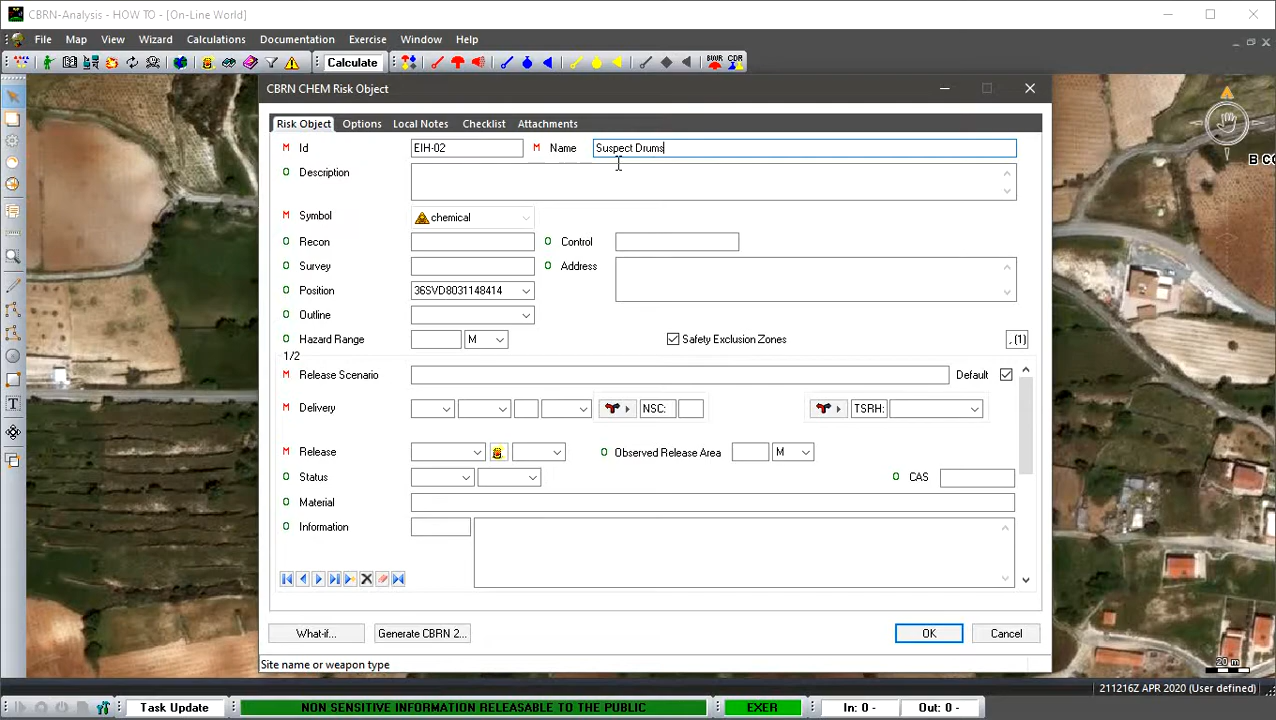 CBRN-Analysis - HOW TO - [On-Line World]
File Map View Wizard Calculations Documentation Exercise Window Help
Calculate BWR CDR
CBRN CHEM Risk Object
Risk Object Options Local Notes Checklist Attachments
M Id EIH-02 M Name Suspect Drums
O Description
M Symbol chemical
O Recon O Control
O Survey O Address
O Position 36SVD8031148414
O Outline
O Hazard Range M Safety Exclusion Zones , (1)
1/2
M Release Scenario Default
M Delivery NSC: TSRH:
M Release O Observed Release Area M
O Status O CAS
O Material
O Information
What-if... Generate CBRN 2... OK Cancel
Site name or weapon type
B CO
20 m
211216Z APR 2020 (User defined)
Task Update NON SENSITIVE INFORMATION RELEASABLE TO THE PUBLIC EXER In: 0 - Out: 0 -